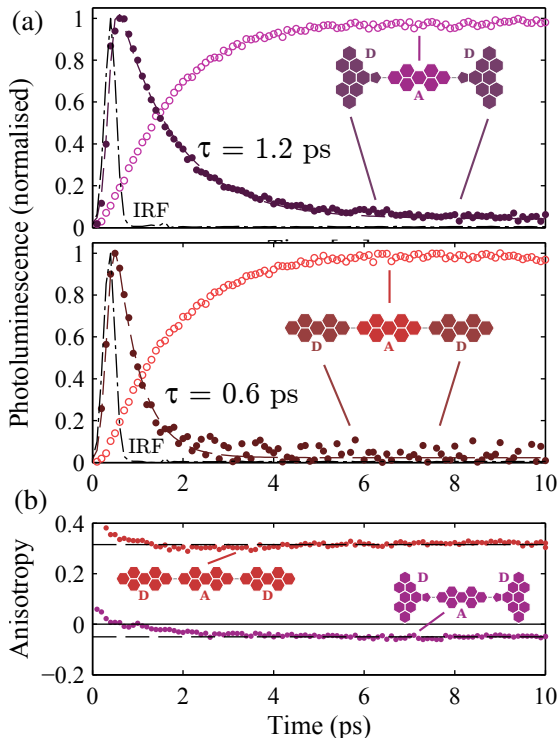 (a)
1
0.8
0.6
0.4
0.2
0
D D
A
τ = 1.2 ps
IRF
Photoluminescence (normalised)
1
0.8
0.6
0.4
0.2
0
D A D
τ = 0.6 ps
IRF
0 2 4 6 8 10
(b)
0.4
0.2
0
−0.2
Anisotropy
D A D
D D
A
0 2 4 6 8 10
Time (ps)